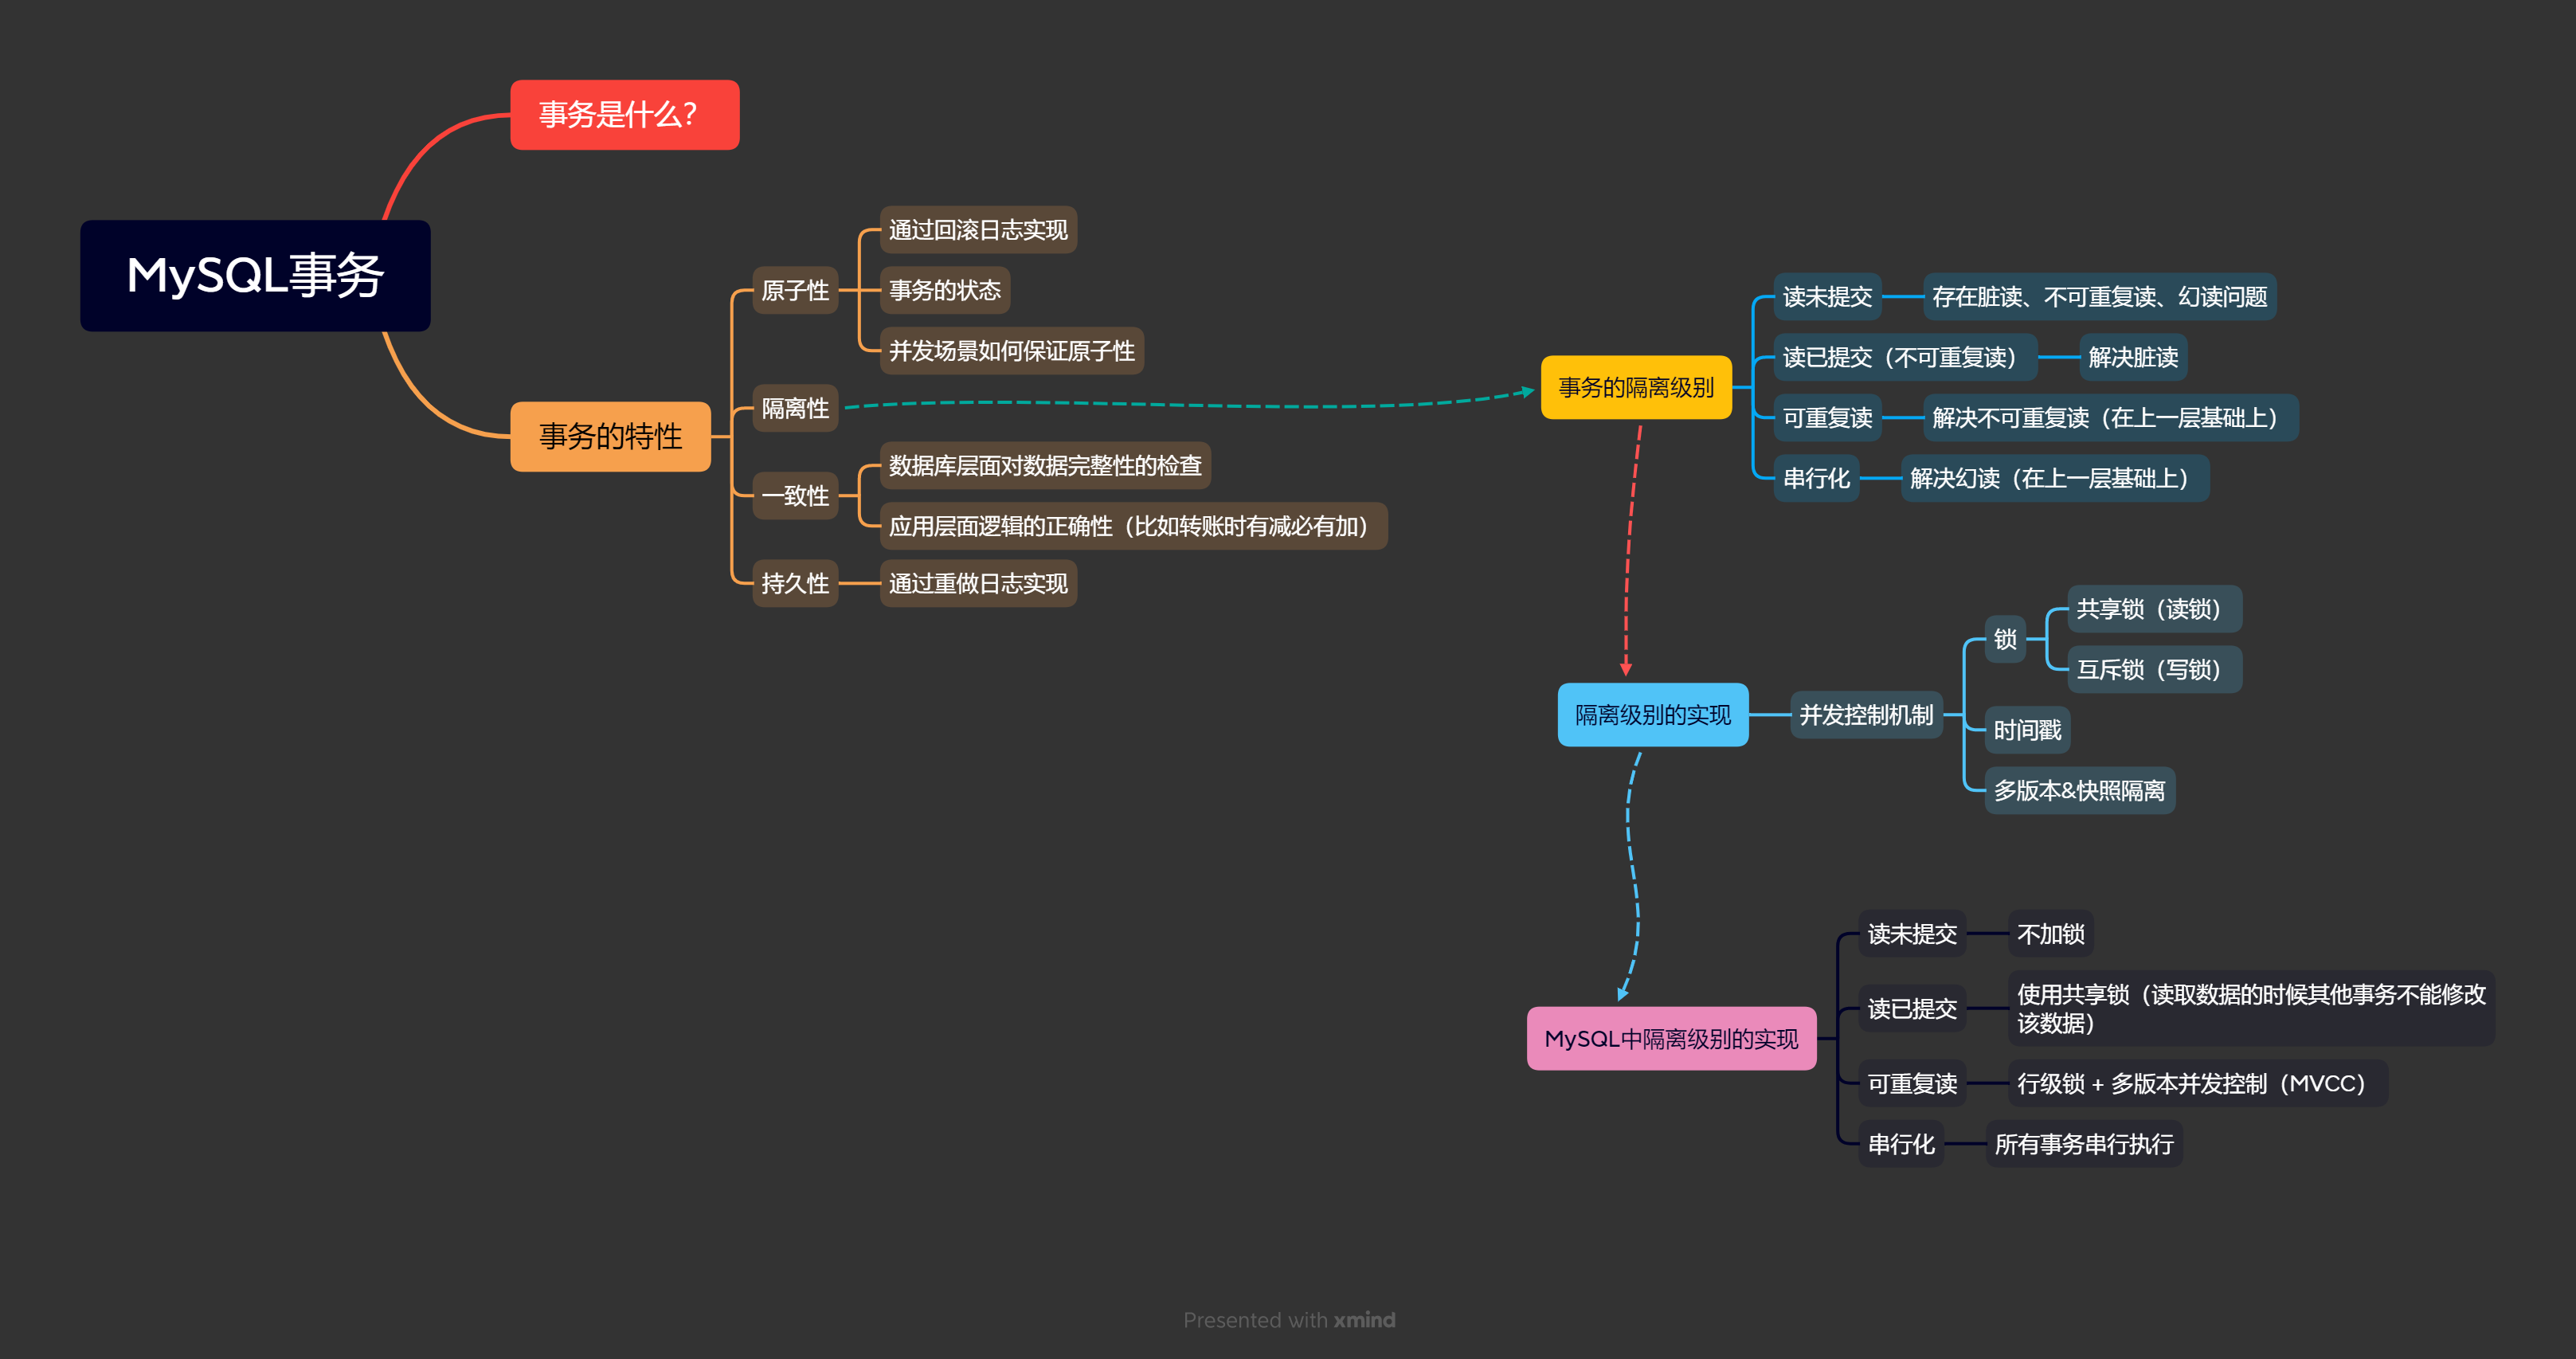 事务是什么？
MySQL事务
事务的特性
原子性
通过回滚日志实现
事务的状态
并发场景如何保证原子性
隔离性
一致性
数据库层面对数据完整性的检查
应用层面逻辑的正确性（比如转账时有减必有加）
持久性
通过重做日志实现
事务的隔离级别
读未提交
存在脏读、不可重复读、幻读问题
读已提交（不可重复读）
解决脏读
可重复读
解决不可重复读（在上一层基础上）
串行化
解决幻读（在上一层基础上）
隔离级别的实现
并发控制机制
锁
共享锁（读锁）
互斥锁（写锁）
时间戳
多版本&快照隔离
MySQL中隔离级别的实现
读未提交
不加锁
读已提交
使用共享锁（读取数据的时候其他事务不能修改
该数据）
可重复读
行级锁 + 多版本并发控制（MVCC）
串行化
所有事务串行执行
Presented with xmind